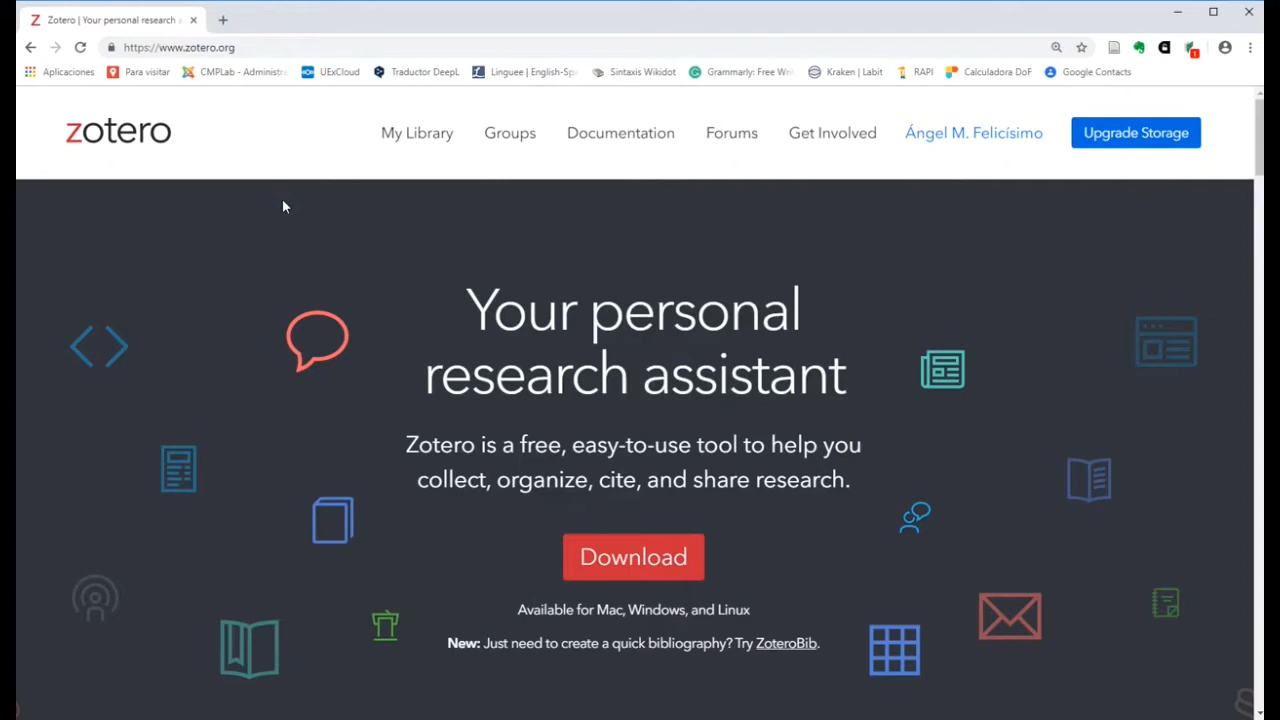 Zotero | Your personal research a
https://www.zotero.org
Aplicaciones Para visitar CMPLab - Administra UExCloud Traductor DeepL Linguee | English-Spa Sintaxis Wikidot Grammarly: Free Writ Kraken | Labit RAPI Calculadora DoF Google Contacts
zotero My Library Groups Documentation Forums Get Involved Ángel M. Felicísimo Upgrade Storage
Your personal
research assistant
Zotero is a free, easy-to-use tool to help you
collect, organize, cite, and share research.
Download
Available for Mac, Windows, and Linux
New: Just need to create a quick bibliography? Try ZoteroBib.